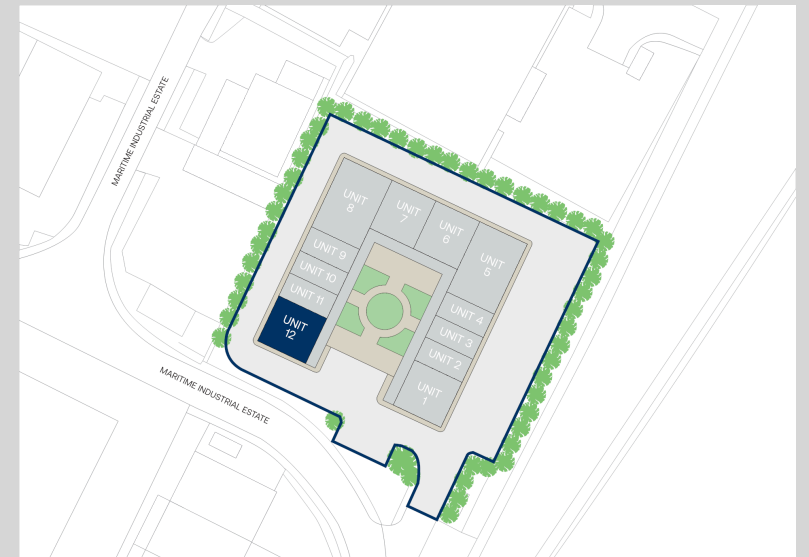 MARITIME INDUSTRIAL ESTATE
UNIT
8
UNIT
7
UNIT
6
UNIT
5
UNIT 9
UNIT 10
UNIT 11
UNIT
12
UNIT 4
UNIT 3
UNIT 2
UNIT
1
MARITIME INDUSTRIAL ESTATE